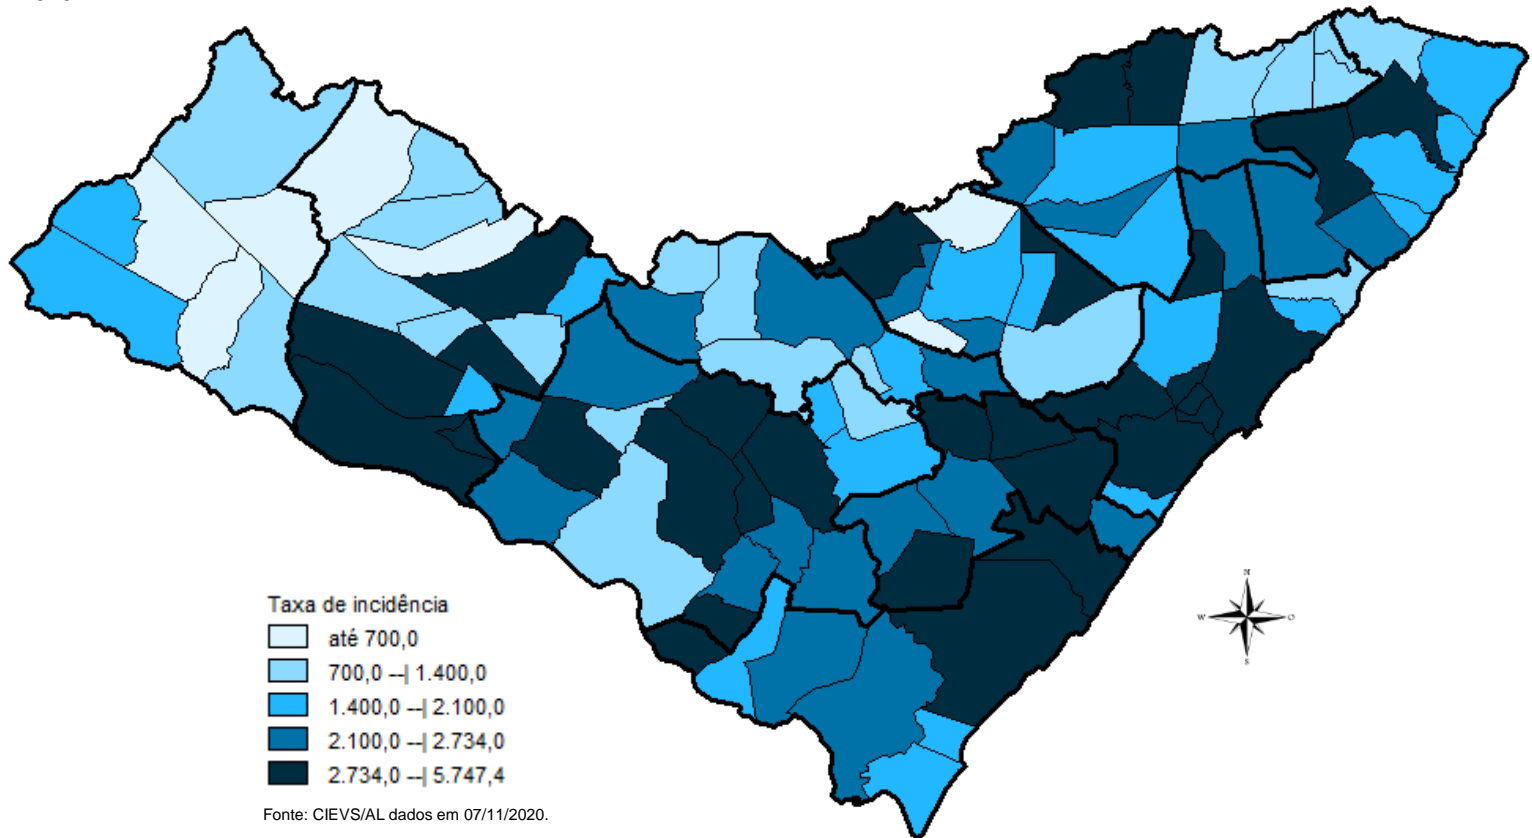 Taxa de incidência
até 700,0
700,0 --| 1.400,0
1.400,0 --| 2.100,0
2.100,0 --| 2.734,0
2.734,0 --| 5.747,4
Fonte: CIEVS/AL dados em 07/11/2020.
N
W
O
S